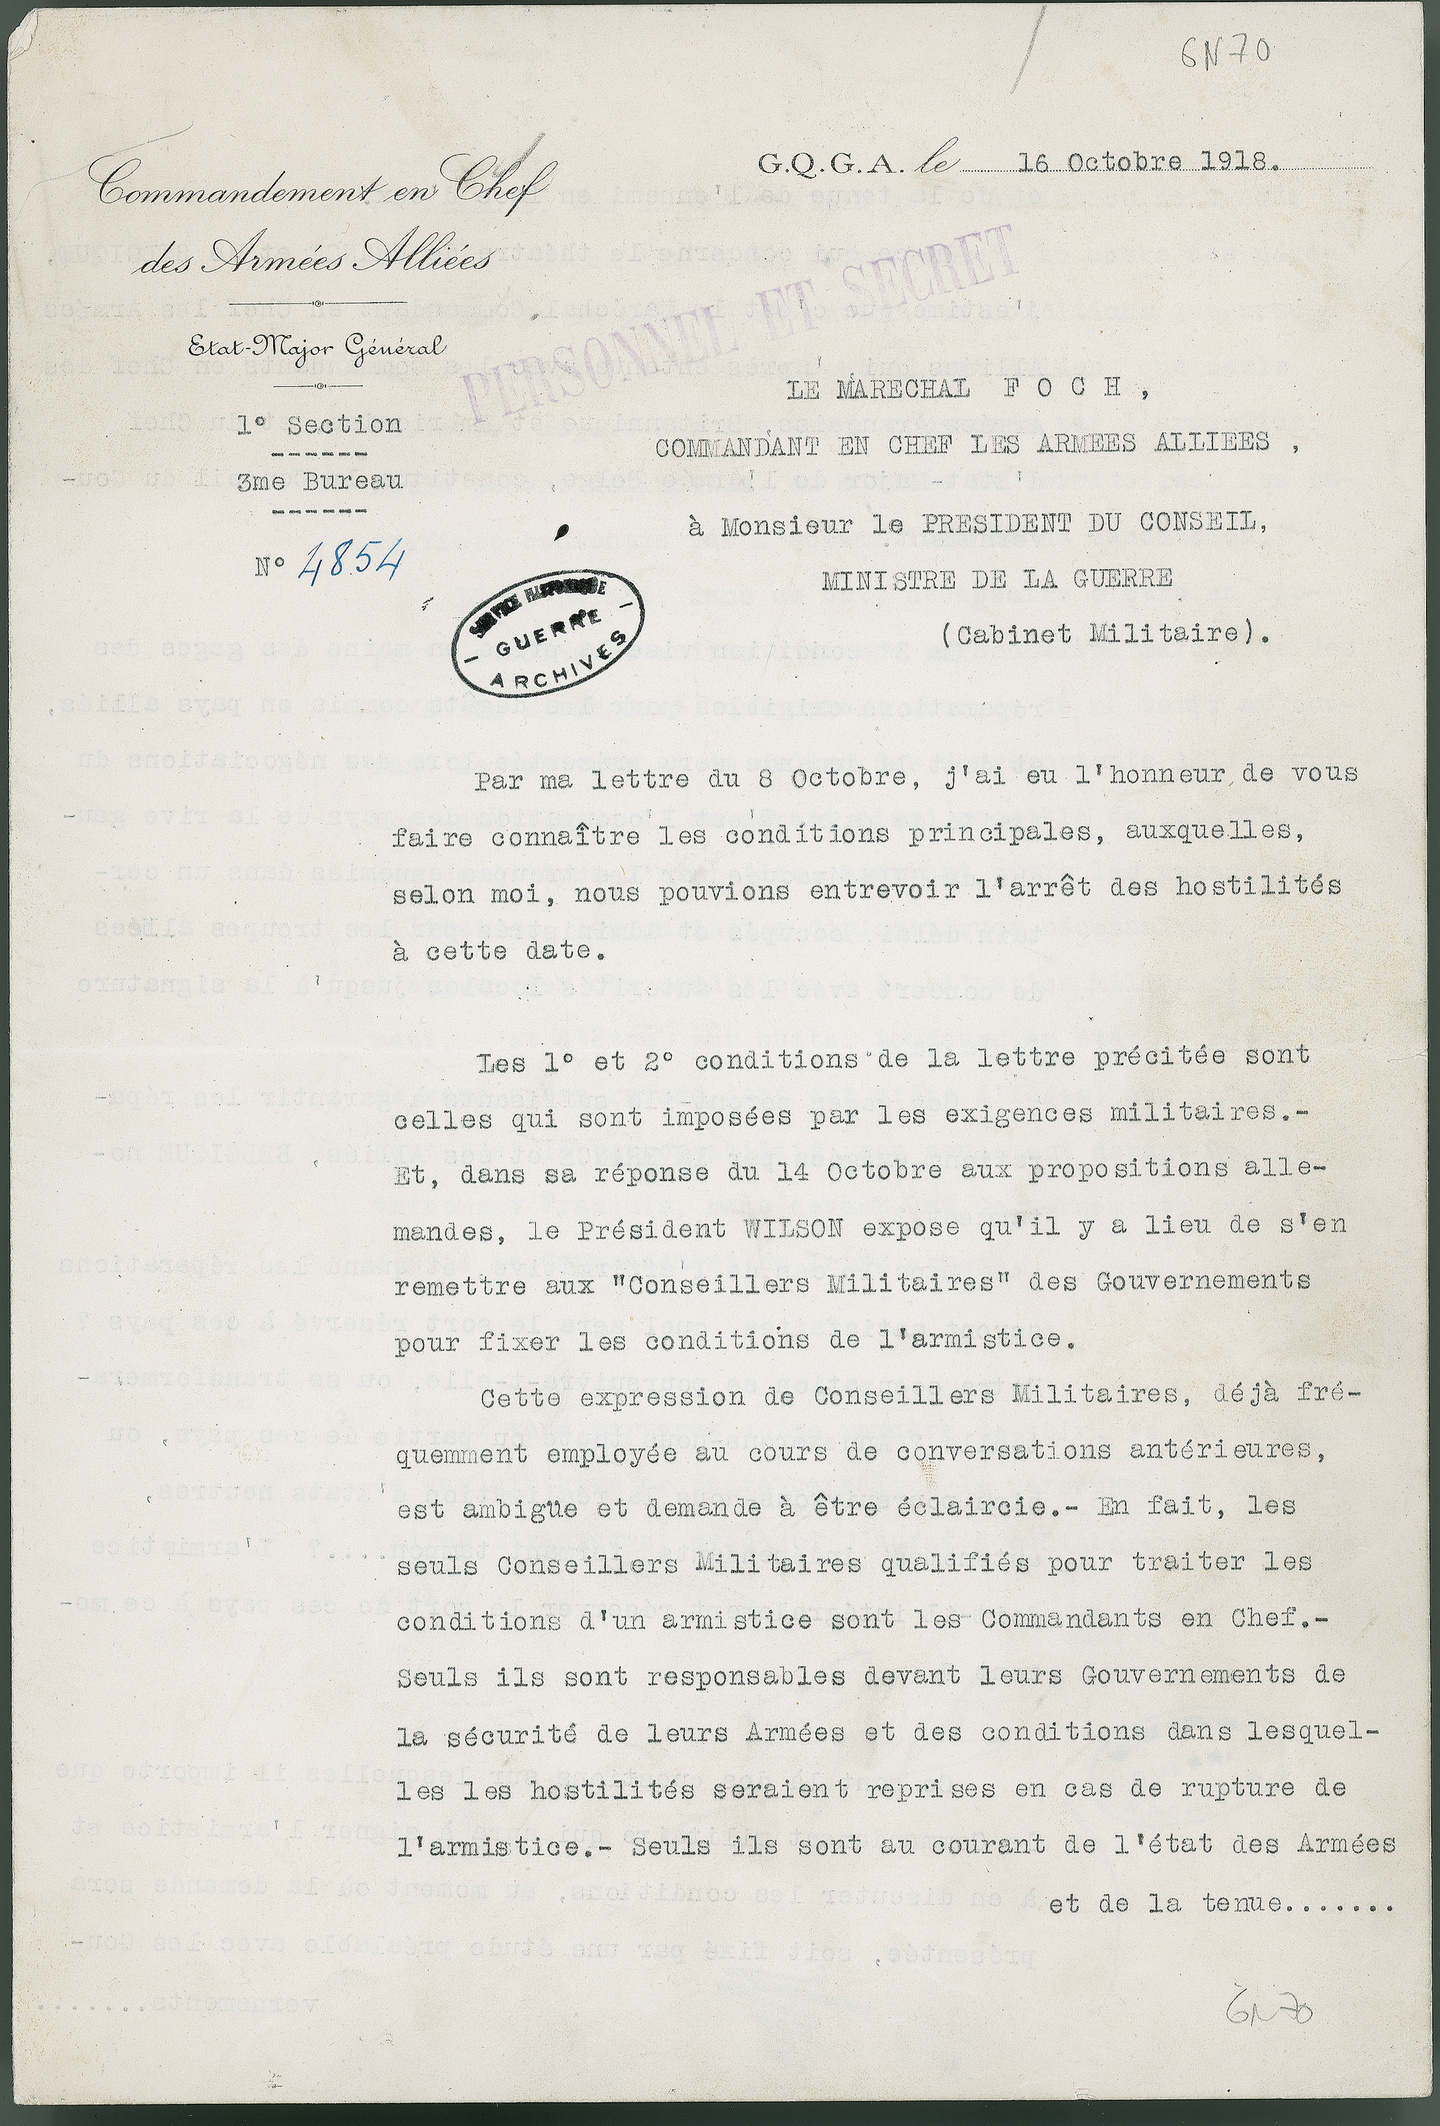 6N70
Commandement en Chef
des Armées Alliées
Etat-Major Général
1° Section
3me Bureau
N° 4854
G.Q.G.A. le 16 Octobre 1918.
PERSONNEL ET SECRET
LE MARECHAL F O C H ,
COMMANDANT EN CHEF LES ARMEES ALLIEES ,
à Monsieur le PRESIDENT DU CONSEIL,
MINISTRE DE LA GUERRE
(Cabinet Militaire).
SERVICE HISTORIQUE
- GUERRE -
ARCHIVES
Par ma lettre du 8 Octobre, j'ai eu l'honneur de vous
faire connaître les conditions principales, auxquelles,
selon moi, nous pouvions entrevoir l'arrêt des hostilités
à cette date.
Les 1° et 2° conditions de la lettre précitée sont
celles qui sont imposées par les exigences militaires.-
Et, dans sa réponse du 14 Octobre aux propositions alle-
mandes, le Président WILSON expose qu'il y a lieu de s'en
remettre aux "Conseillers Militaires" des Gouvernements
pour fixer les conditions de l'armistice.
Cette expression de Conseillers Militaires, déjà fré-
quemment employée au cours de conversations antérieures,
est ambigüe et demande à être éclaircie.- En fait, les
seuls Conseillers Militaires qualifiés pour traiter les
conditions d'un armistice sont les Commandants en Chef.-
Seuls ils sont responsables devant leurs Gouvernements de
la sécurité de leurs Armées et des conditions dans lesquel-
les les hostilités seraient reprises en cas de rupture de
l'armistice.- Seuls ils sont au courant de l'état des Armées
et de la tenue.......
6N70